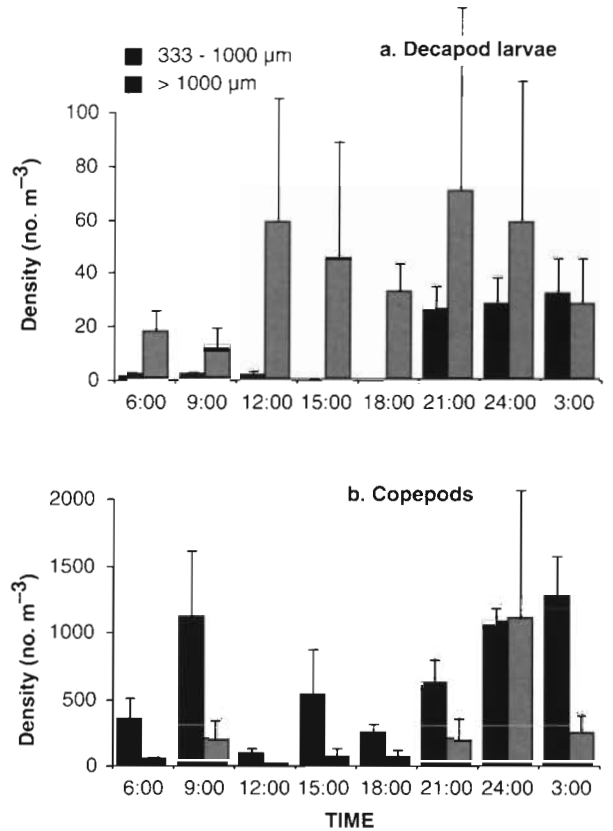 333 - 1000 µm
> 1000 µm
a. Decapod larvae
Density (no. m⁻³)
100
80
60
40
20
0
6:00 9:00 12:00 15:00 18:00 21:00 24:00 3:00
b. Copepods
Density (no. m⁻³)
2000
1500
1000
500
0
6:00 9:00 12:00 15:00 18:00 21:00 24:00 3:00
TIME